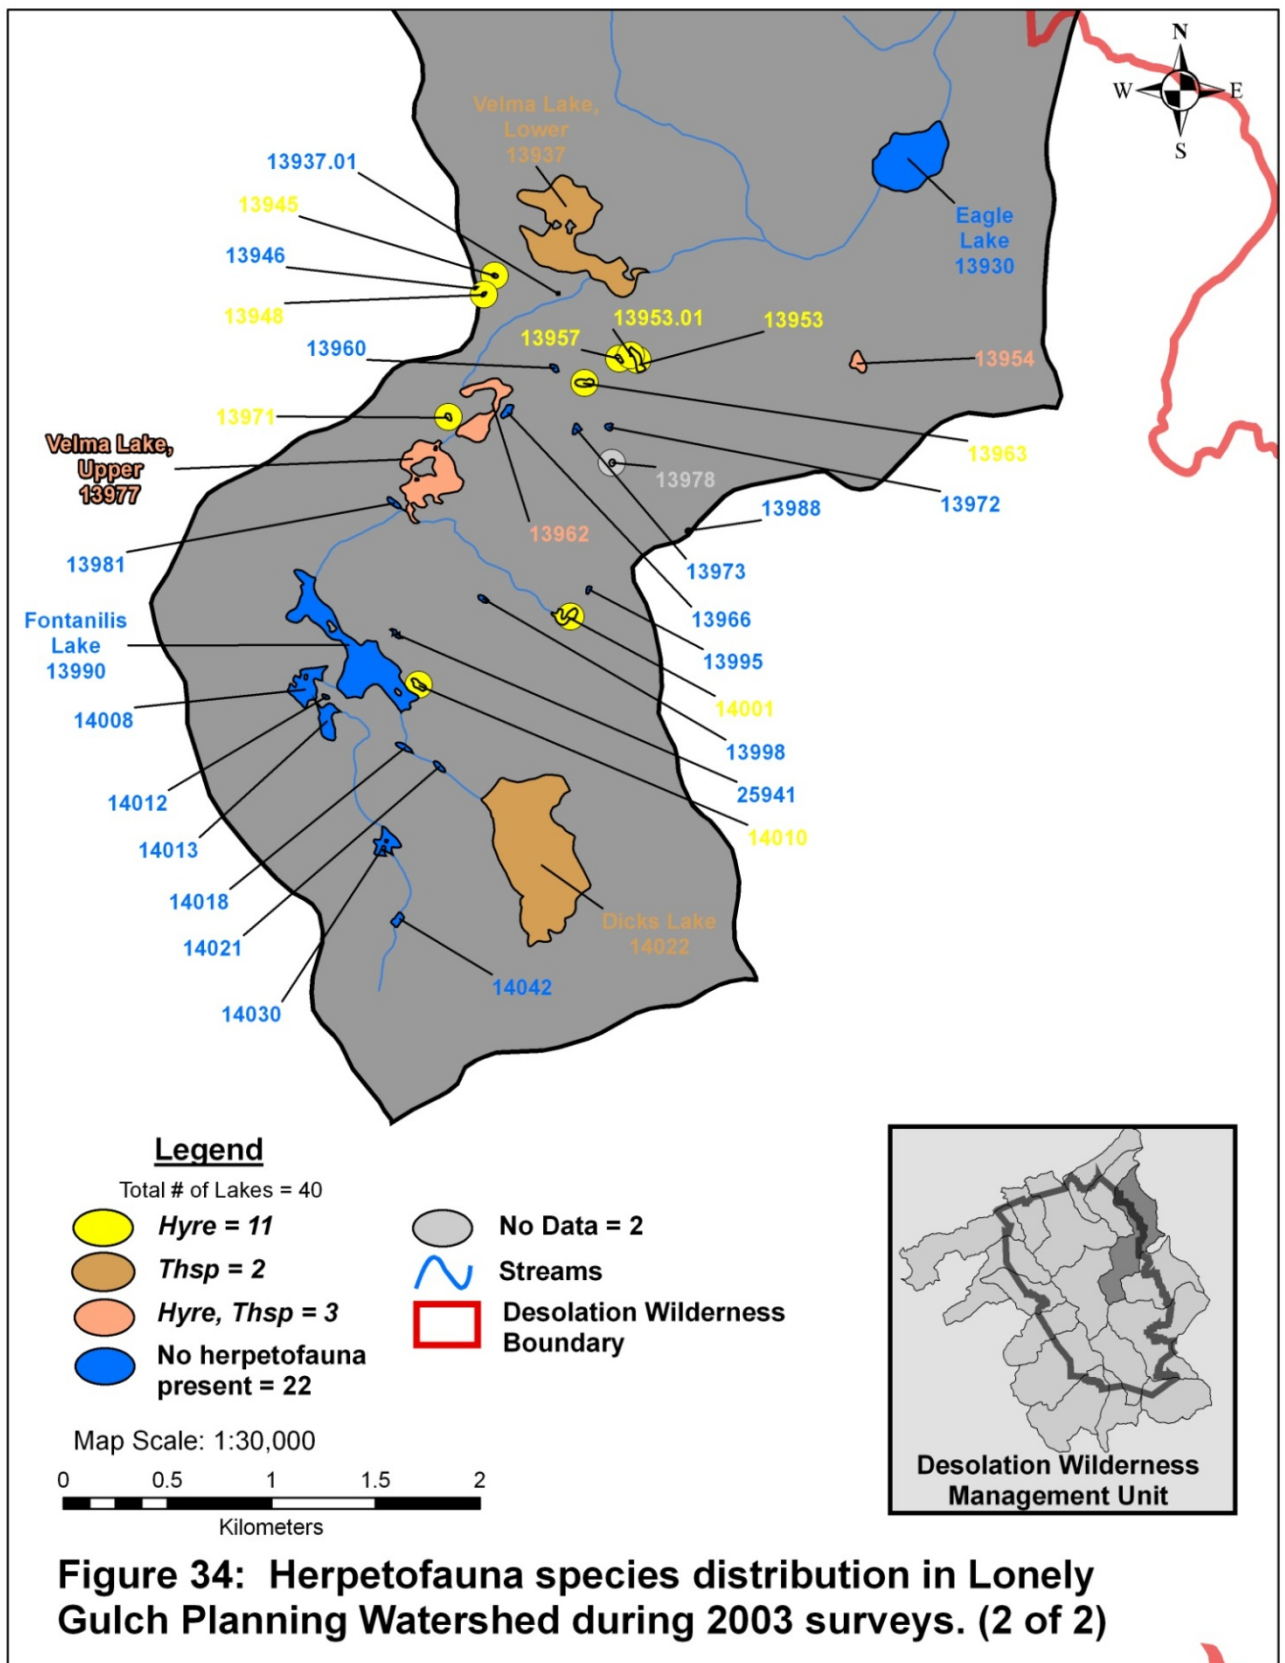 N
W
E
S
Velma Lake,
Lower
13937
13937.01
13945
13946
13948
Eagle
Lake
13930
13953.01
13953
13957
13960
13954
13971
13963
Velma Lake,
Upper
13977
13978
13972
13988
13962
13981
13973
13966
Fontanilis
Lake
13990
13995
14001
14008
13998
25941
14012
14010
14013
14018
Dicks Lake
14022
14021
14042
14030
Legend
Total # of Lakes = 40
Hyre = 11
Thsp = 2
Hyre, Thsp = 3
No herpetofauna
present = 22
No Data = 2
Streams
Desolation Wilderness
Boundary
Map Scale: 1:30,000
0 0.5 1 1.5 2
Kilometers
Desolation Wilderness
Management Unit
Figure 34: Herpetofauna species distribution in Lonely
Gulch Planning Watershed during 2003 surveys. (2 of 2)